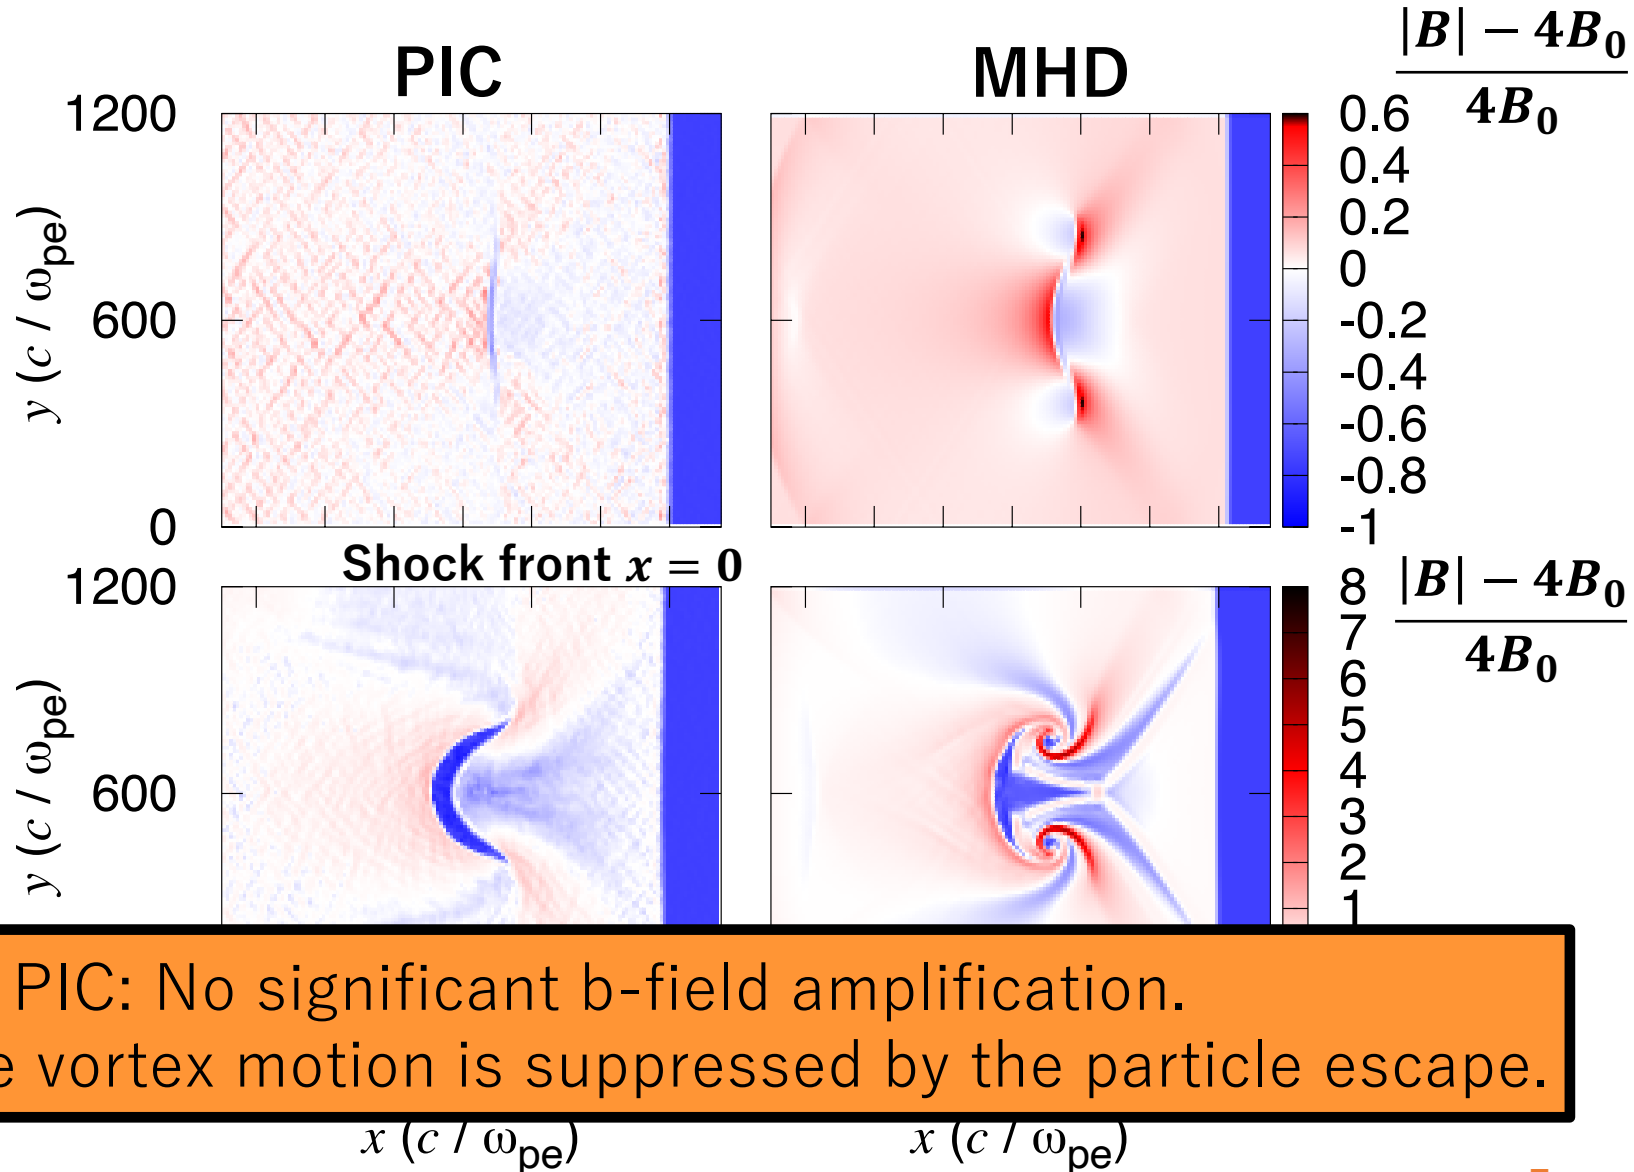 PIC
MHD
|B| − 4B₀
4B₀
1200
600
0
y (c / ωpe)
0.6
0.4
0.2
0
-0.2
-0.4
-0.6
-0.8
-1
Shock front x = 0
1200
600
y (c / ωpe)
8
7
6
5
4
3
2
1
|B| − 4B₀
4B₀
PIC: No significant b-field amplification.
vortex motion is suppressed by the particle escape.
x (c / ωpe)
x (c / ωpe)